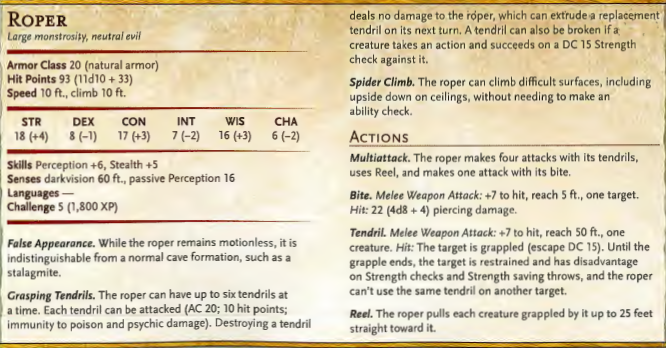 ROPER
Large monstrosity, neutral evil
Armor Class 20 (natural armor)
Hit Points 93 (11d10 + 33)
Speed 10 ft., climb 10 ft.
STR DEX CON INT WIS CHA
18 (+4) 8 (−1) 17 (+3) 7 (−2) 16 (+3) 6 (−2)
Skills Perception +6, Stealth +5
Senses darkvision 60 ft., passive Perception 16
Languages —
Challenge 5 (1,800 XP)
False Appearance. While the roper remains motionless, it is
indistinguishable from a normal cave formation, such as a
stalagmite.
Grasping Tendrils. The roper can have up to six tendrils at
a time. Each tendril can be attacked (AC 20; 10 hit points;
immunity to poison and psychic damage). Destroying a tendril
deals no damage to the roper, which can extrude a replacement
tendril on its next turn. A tendril can also be broken if a
creature takes an action and succeeds on a DC 15 Strength
check against it.
Spider Climb. The roper can climb difficult surfaces, including
upside down on ceilings, without needing to make an
ability check.
ACTIONS
Multiattack. The roper makes four attacks with its tendrils,
uses Reel, and makes one attack with its bite.
Bite. Melee Weapon Attack: +7 to hit, reach 5 ft., one target.
Hit: 22 (4d8 + 4) piercing damage.
Tendril. Melee Weapon Attack: +7 to hit, reach 50 ft., one
creature. Hit: The target is grappled (escape DC 15). Until the
grapple ends, the target is restrained and has disadvantage
on Strength checks and Strength saving throws, and the roper
can't use the same tendril on another target.
Reel. The roper pulls each creature grappled by it up to 25 feet
straight toward it.